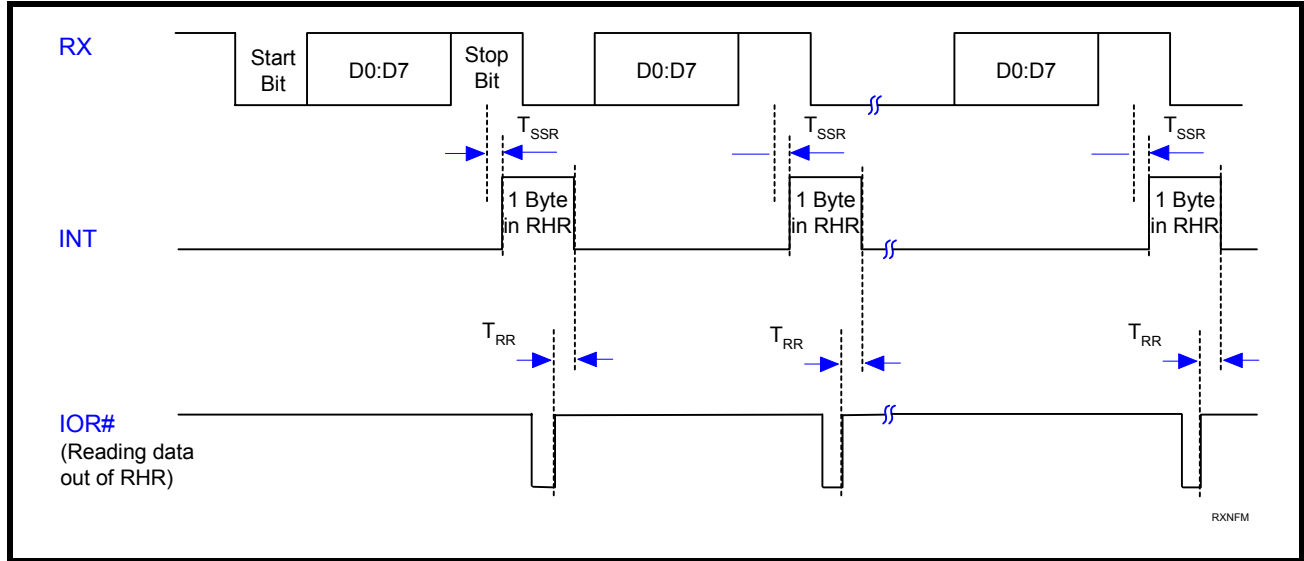 RX
Start
Bit
D0:D7
Stop
Bit
D0:D7
D0:D7
TSSR
TSSR
TSSR
INT
1 Byte
in RHR
1 Byte
in RHR
1 Byte
in RHR
TRR
TRR
TRR
IOR#
(Reading data
out of RHR)
RXNFM